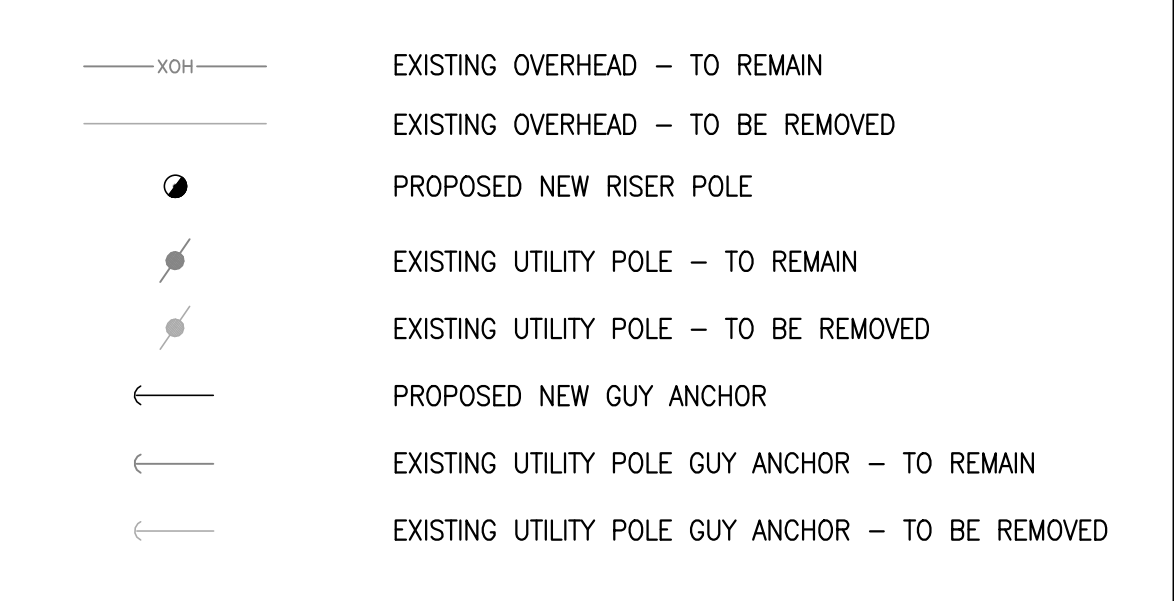 XOH EXISTING OVERHEAD – TO REMAIN
EXISTING OVERHEAD – TO BE REMOVED
PROPOSED NEW RISER POLE
EXISTING UTILITY POLE – TO REMAIN
EXISTING UTILITY POLE – TO BE REMOVED
PROPOSED NEW GUY ANCHOR
EXISTING UTILITY POLE GUY ANCHOR – TO REMAIN
EXISTING UTILITY POLE GUY ANCHOR – TO BE REMOVED